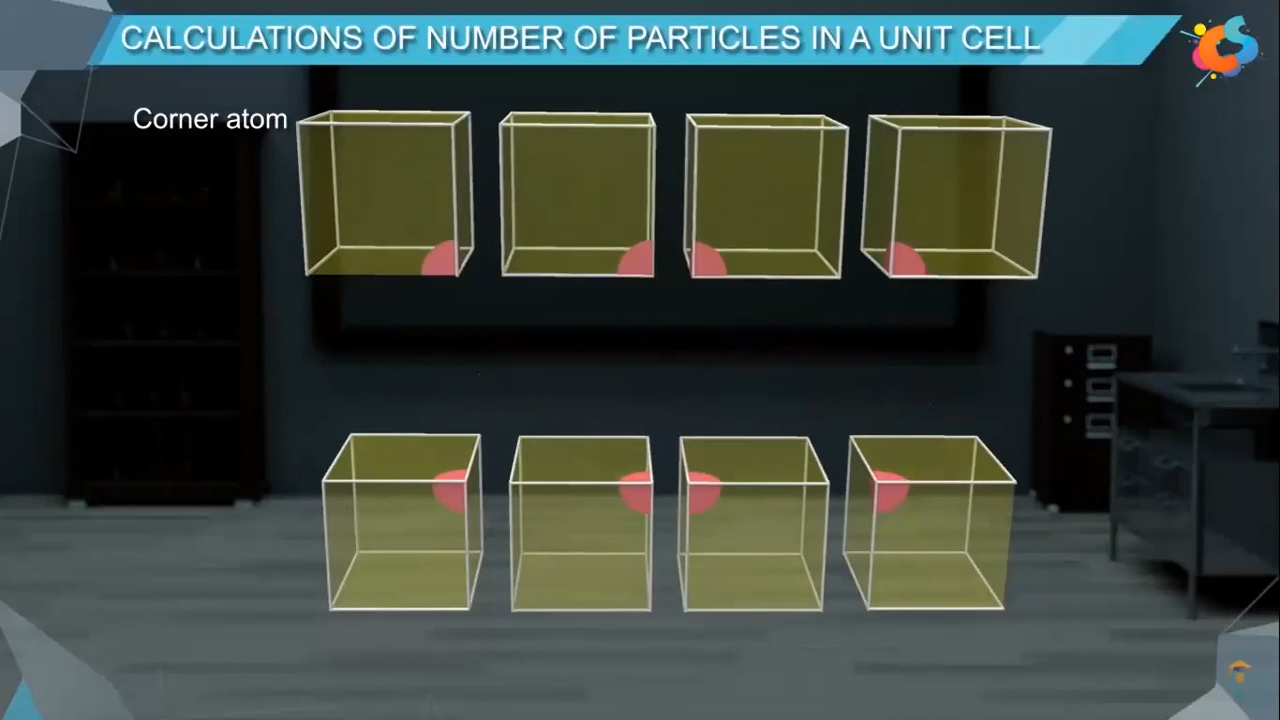 CALCULATIONS OF NUMBER OF PARTICLES IN A UNIT CELL
Corner atom